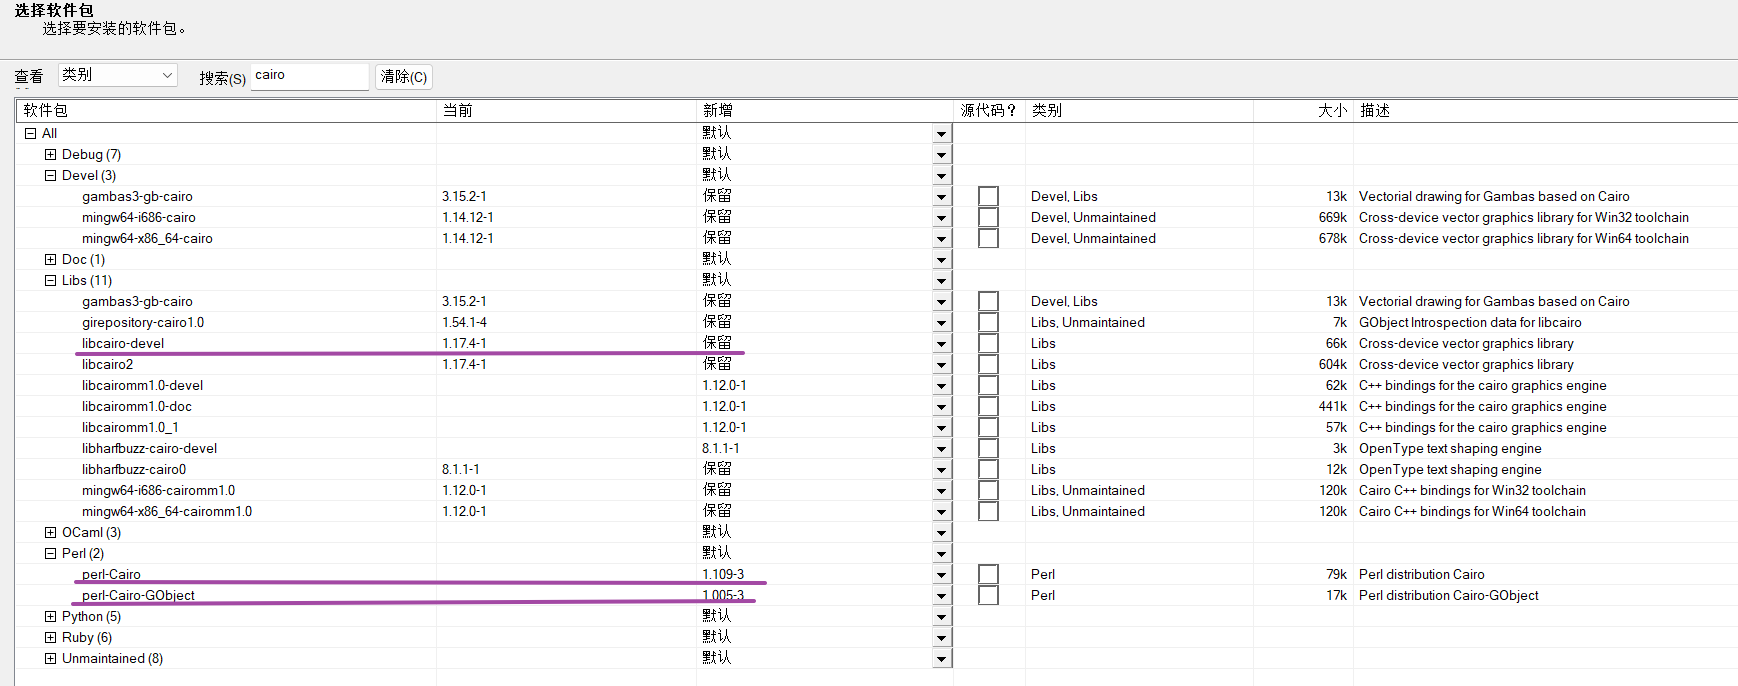 选择软件包
选择要安装的软件包。
查看 类别 搜索(S) cairo 清除(C)
软件包 当前 新增 源代码? 类别 大小 描述
All 默认
Debug (7) 默认
Devel (3) 默认
gambas3-gb-cairo 3.15.2-1 保留 Devel, Libs 13k Vectorial drawing for Gambas based on Cairo
mingw64-i686-cairo 1.14.12-1 保留 Devel, Unmaintained 669k Cross-device vector graphics library for Win32 toolchain
mingw64-x86_64-cairo 1.14.12-1 保留 Devel, Unmaintained 678k Cross-device vector graphics library for Win64 toolchain
Doc (1) 默认
Libs (11) 默认
gambas3-gb-cairo 3.15.2-1 保留 Devel, Libs 13k Vectorial drawing for Gambas based on Cairo
girepository-cairo1.0 1.54.1-4 保留 Libs, Unmaintained 7k GObject Introspection data for libcairo
libcairo-devel 1.17.4-1 保留 Libs 66k Cross-device vector graphics library
libcairo2 1.17.4-1 保留 Libs 604k Cross-device vector graphics library
libcairomm1.0-devel 1.12.0-1 Libs 62k C++ bindings for the cairo graphics engine
libcairomm1.0-doc 1.12.0-1 Libs 441k C++ bindings for the cairo graphics engine
libcairomm1.0_1 1.12.0-1 Libs 57k C++ bindings for the cairo graphics engine
libharfbuzz-cairo-devel 8.1.1-1 Libs 3k OpenType text shaping engine
libharfbuzz-cairo0 8.1.1-1 保留 Libs 12k OpenType text shaping engine
mingw64-i686-cairomm1.0 1.12.0-1 保留 Libs, Unmaintained 120k Cairo C++ bindings for Win32 toolchain
mingw64-x86_64-cairomm1.0 1.12.0-1 保留 Libs, Unmaintained 120k Cairo C++ bindings for Win64 toolchain
OCaml (3) 默认
Perl (2) 默认
perl-Cairo 1.109-3 Perl 79k Perl distribution Cairo
perl-Cairo-GObject 1.005-3 Perl 17k Perl distribution Cairo-GObject
Python (5) 默认
Ruby (6) 默认
Unmaintained (8) 默认